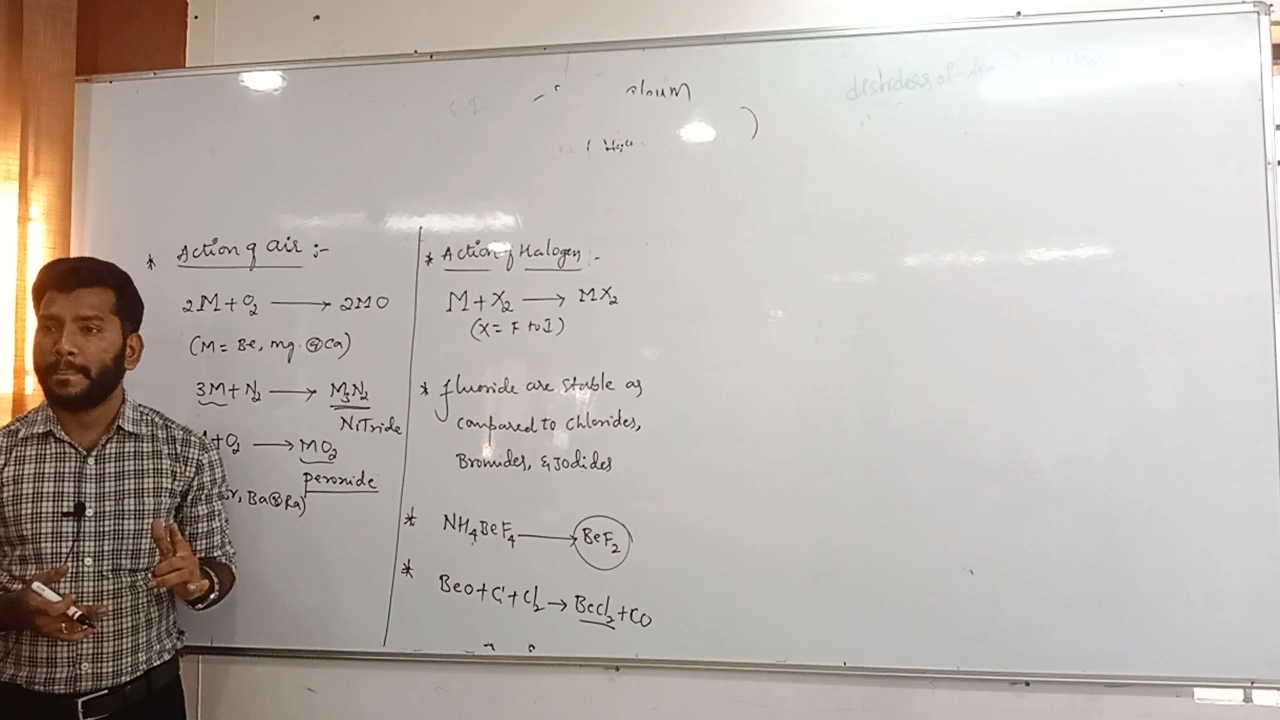 * Action of air :-
2M + O₂ ⟶ 2MO
(M = Be, mg. & Ca)
3M + N₂ ⟶ M₃N₂
NITride
+O₂ ⟶ MO₂
peroxide
r, Ba & Ra)
* Action of Halogen :-
M + X₂ ⟶ MX₂
(X = F to I)
* fluoride are stable as
compared to chlorides,
Bromides, & Iodides
* NH₄BeF₄ ⟶ BeF₂
* BeO + C + Cl₂ → BeCl₂ + CO